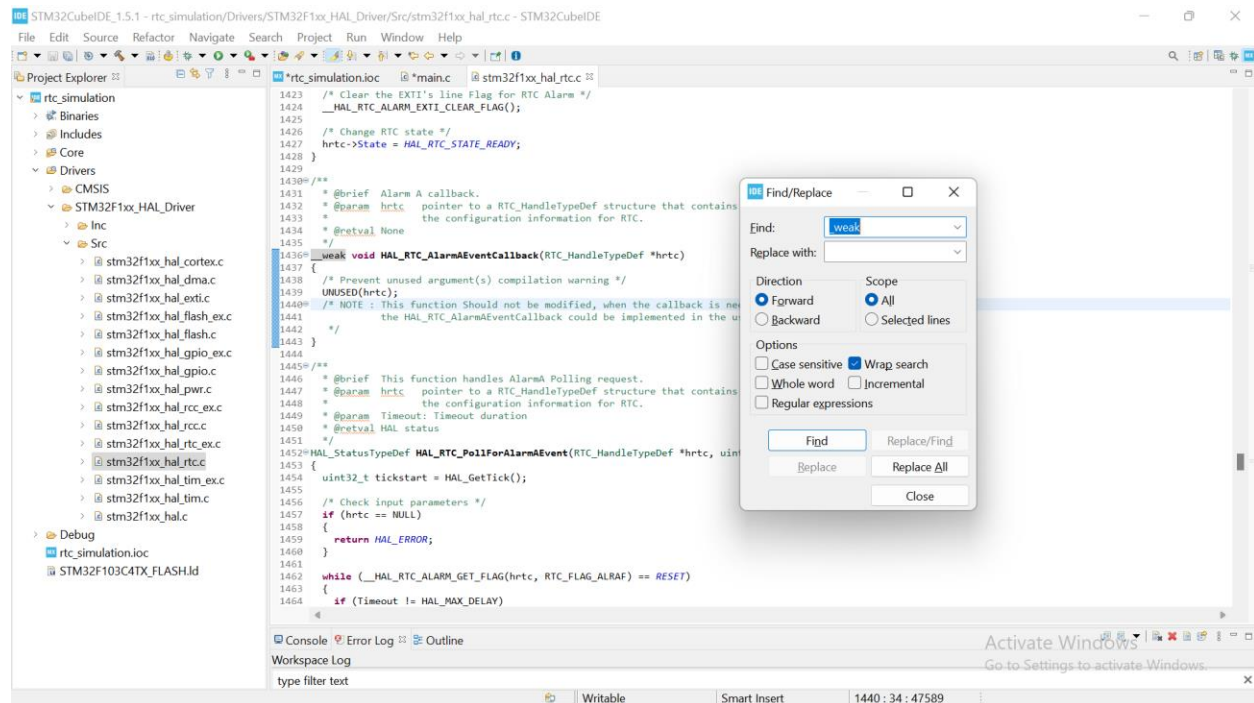 IDE STM32CubeIDE_1.5.1 - rtc_simulation/Drivers/STM32F1xx_HAL_Driver/Src/stm32f1xx_hal_rtc.c - STM32CubeIDE
File Edit Source Refactor Navigate Search Project Run Window Help
Project Explorer
*rtc_simulation.ioc *main.c stm32f1xx_hal_rtc.c
rtc_simulation
Binaries
Includes
Core
Drivers
CMSIS
STM32F1xx_HAL_Driver
Inc
Src
stm32f1xx_hal_cortex.c
stm32f1xx_hal_dma.c
stm32f1xx_hal_exti.c
stm32f1xx_hal_flash_ex.c
stm32f1xx_hal_flash.c
stm32f1xx_hal_gpio_ex.c
stm32f1xx_hal_gpio.c
stm32f1xx_hal_pwr.c
stm32f1xx_hal_rcc_ex.c
stm32f1xx_hal_rcc.c
stm32f1xx_hal_rtc_ex.c
stm32f1xx_hal_rtc.c
stm32f1xx_hal_tim_ex.c
stm32f1xx_hal_tim.c
stm32f1xx_hal.c
Debug
rtc_simulation.ioc
STM32F103C4TX_FLASH.ld
1423 /* Clear the EXTI's line Flag for RTC Alarm */
1424 __HAL_RTC_ALARM_EXTI_CLEAR_FLAG();
1425
1426 /* Change RTC state */
1427 hrtc->State = HAL_RTC_STATE_READY;
1428 }
1429
1430 /**
1431 * @brief Alarm A callback.
1432 * @param hrtc pointer to a RTC_HandleTypeDef structure that contains
1433 * the configuration information for RTC.
1434 * @retval None
1435 */
1436 __weak void HAL_RTC_AlarmAEventCallback(RTC_HandleTypeDef *hrtc)
1437 {
1438 /* Prevent unused argument(s) compilation warning */
1439 UNUSED(hrtc);
1440 /* NOTE : This function Should not be modified, when the callback is
1441 the HAL_RTC_AlarmAEventCallback could be implemented in the
1442 */
1443 }
1444
1445 /**
1446 * @brief This function handles AlarmA Polling request.
1447 * @param hrtc pointer to a RTC_HandleTypeDef structure that contains
1448 * the configuration information for RTC.
1449 * @param Timeout: Timeout duration
1450 * @retval HAL status
1451 */
1452 HAL_StatusTypeDef HAL_RTC_PollForAlarmAEvent(RTC_HandleTypeDef *hrtc,
1453 {
1454 uint32_t tickstart = HAL_GetTick();
1455
1456 /* Check input parameters */
1457 if (hrtc == NULL)
1458 {
1459 return HAL_ERROR;
1460 }
1461
1462 while (__HAL_RTC_ALARM_GET_FLAG(hrtc, RTC_FLAG_ALRAF) == RESET)
1463 {
1464 if (Timeout != HAL_MAX_DELAY)
IDE Find/Replace
Find: _weak
Replace with:
Direction Scope
Forward All
Backward Selected lines
Options
Case sensitive Wrap search
Whole word Incremental
Regular expressions
Find Replace/Find
Replace Replace All
Close
Console Error Log Outline
Workspace Log
type filter text
Activate Windows
Go to Settings to activate Windows.
Writable Smart Insert 1440 : 34 : 47589